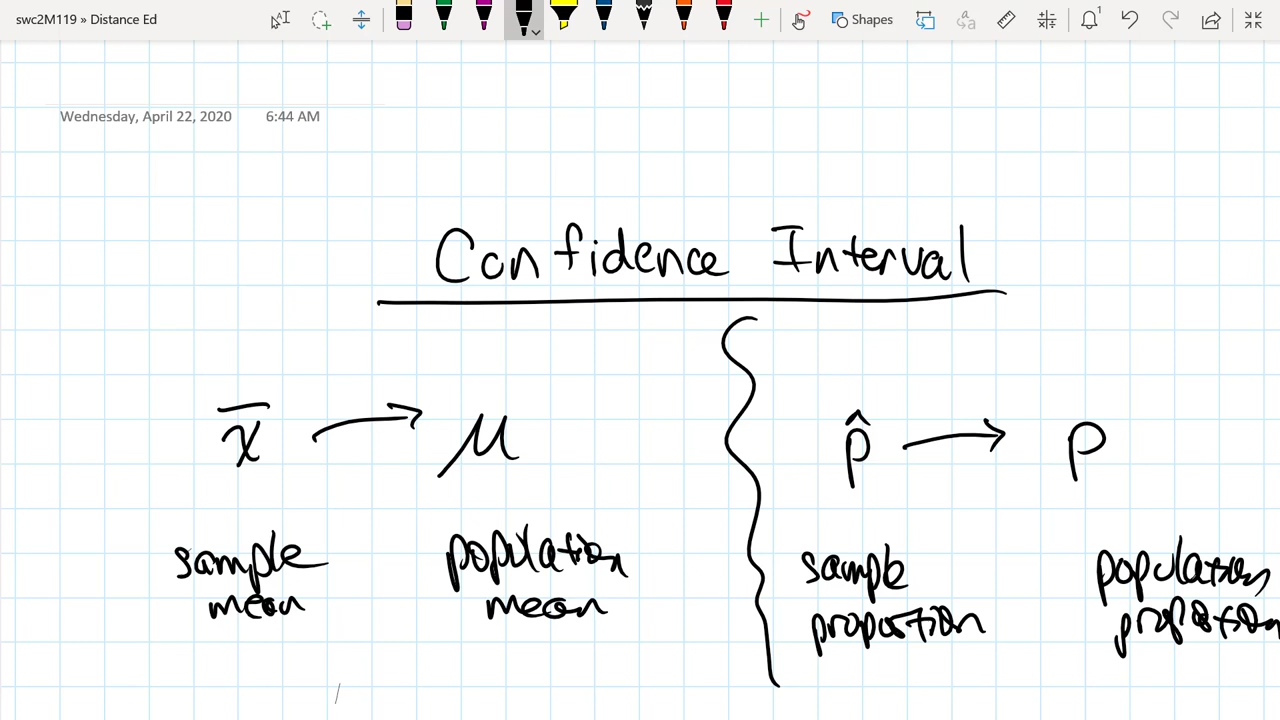 swc2M119 » Distance Ed
Shapes
1
Wednesday, April 22, 2020 6:44 AM
Confidence Interval
x̄ → μ
sample mean
population mean
p̂ → p
sample proportion
population proportion